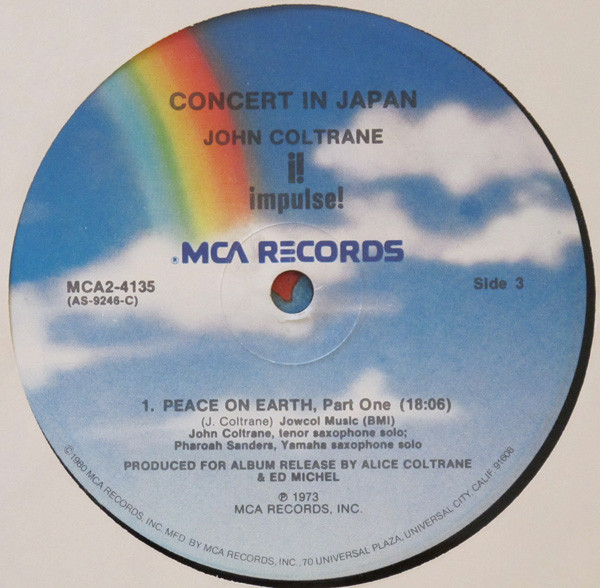 CONCERT IN JAPAN
JOHN COLTRANE
i!
impulse!
® MCA RECORDS
MCA2-4135
(AS-9246-C)
Side 3
1. PEACE ON EARTH, Part One (18:06)
(J. Coltrane) Jowcol Music (BMI)
John Coltrane, tenor saxophone solo;
Pharoah Sanders, Yamaha saxophone solo
PRODUCED FOR ALBUM RELEASE BY ALICE COLTRANE
& ED MICHEL
℗ 1973
MCA RECORDS, INC.
©1980 MCA RECORDS, INC. MFD. BY MCA RECORDS, INC., 70 UNIVERSAL PLAZA, UNIVERSAL CITY, CALIF. 91608